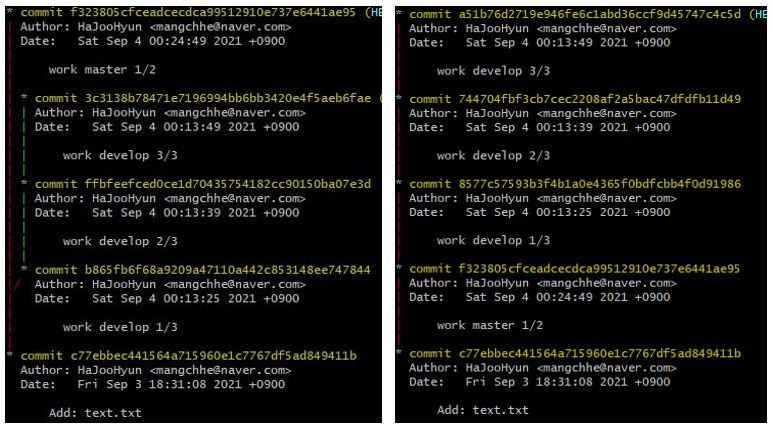 * commit f323805cfceadcecdca99512910e737e6441ae95 (HE
Author: HaJooHyun <mangchhe@naver.com>
Date: Sat Sep 4 00:24:49 2021 +0900
work master 1/2
* commit 3c3138b78471e7196994bb6bb3420e4f5aeb6fae (
Author: HaJooHyun <mangchhe@naver.com>
Date: Sat Sep 4 00:13:49 2021 +0900
work develop 3/3
* commit ffbfeefced0ce1d70435754182cc90150ba07e3d
Author: HaJooHyun <mangchhe@naver.com>
Date: Sat Sep 4 00:13:39 2021 +0900
work develop 2/3
* commit b865fb6f68a9209a47110a442c853148ee747844
Author: HaJooHyun <mangchhe@naver.com>
Date: Sat Sep 4 00:13:25 2021 +0900
work develop 1/3
* commit c77ebbec441564a715960e1c7767df5ad849411b
Author: HaJooHyun <mangchhe@naver.com>
Date: Fri Sep 3 18:31:08 2021 +0900
Add: text.txt
* commit a51b76d2719e946fe6c1abd36ccf9d45747c4c5d (HE
Author: HaJooHyun <mangchhe@naver.com>
Date: Sat Sep 4 00:13:49 2021 +0900
work develop 3/3
* commit 744704fbf3cb7cec2208af2a5bac47dfdfb11d49
Author: HaJooHyun <mangchhe@naver.com>
Date: Sat Sep 4 00:13:39 2021 +0900
work develop 2/3
* commit 8577c57593b3f4b1a0e4365f0bdfcbb4f0d91986
Author: HaJooHyun <mangchhe@naver.com>
Date: Sat Sep 4 00:13:25 2021 +0900
work develop 1/3
* commit f323805cfceadcecdca99512910e737e6441ae95
Author: HaJooHyun <mangchhe@naver.com>
Date: Sat Sep 4 00:24:49 2021 +0900
work master 1/2
* commit c77ebbec441564a715960e1c7767df5ad849411b
Author: HaJooHyun <mangchhe@naver.com>
Date: Fri Sep 3 18:31:08 2021 +0900
Add: text.txt